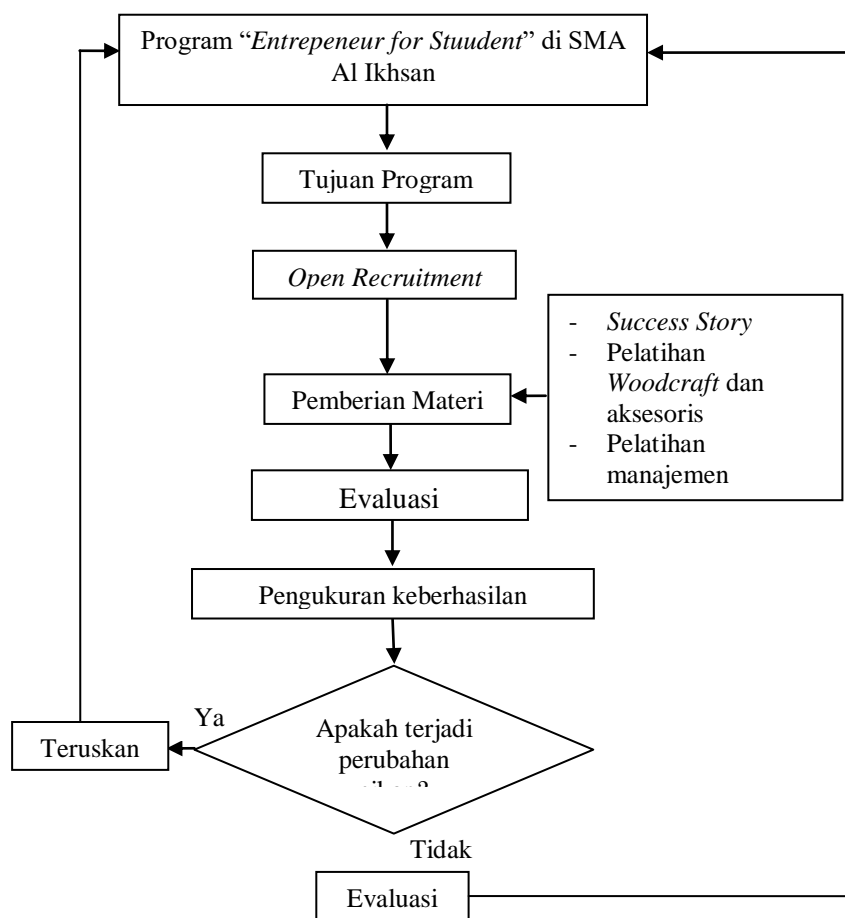 Program “Entrepeneur for Stuudent” di SMA
Al Ikhsan
Tujuan Program
Open Recruitment
- Success Story
- Pelatihan
Woodcraft dan
aksesoris
- Pelatihan
manajemen
Pemberian Materi
Evaluasi
Pengukuran keberhasilan
Ya
Teruskan
Apakah terjadi
perubahan
Tidak
Evaluasi